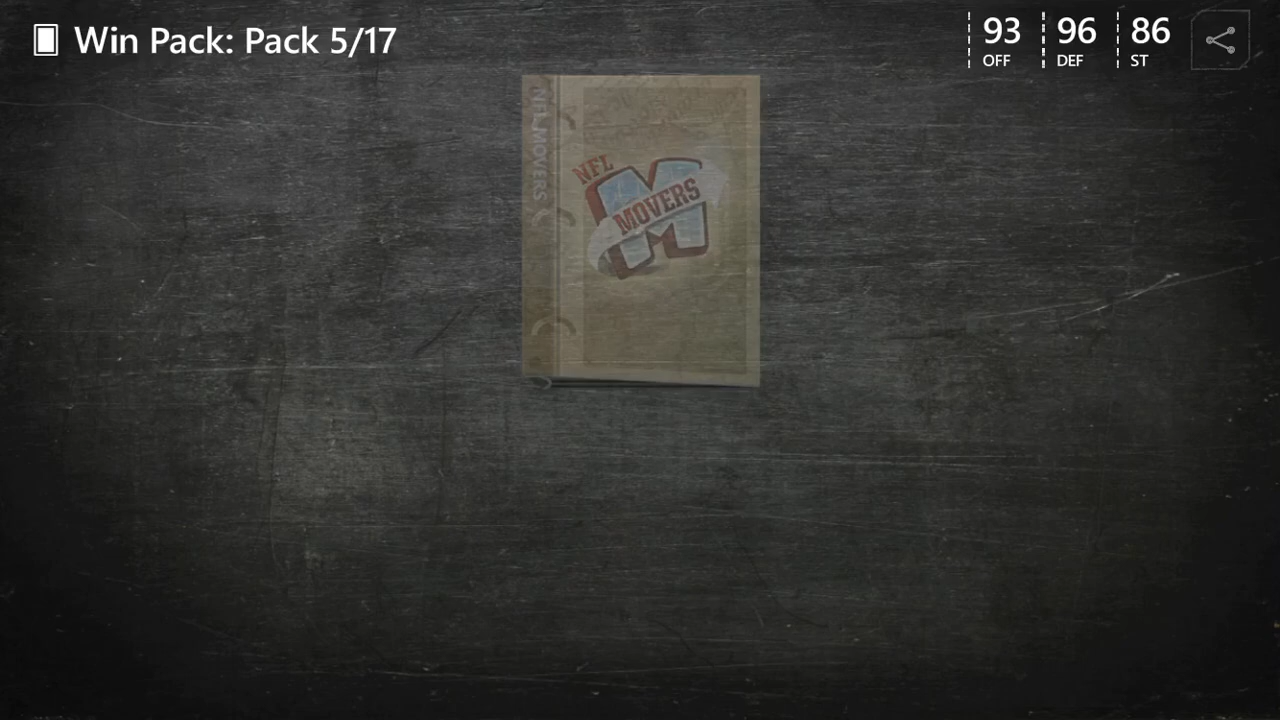 Win Pack: Pack 5/17
93
OFF
96
DEF
86
ST
NFL MOVERS
NFL
MOVERS